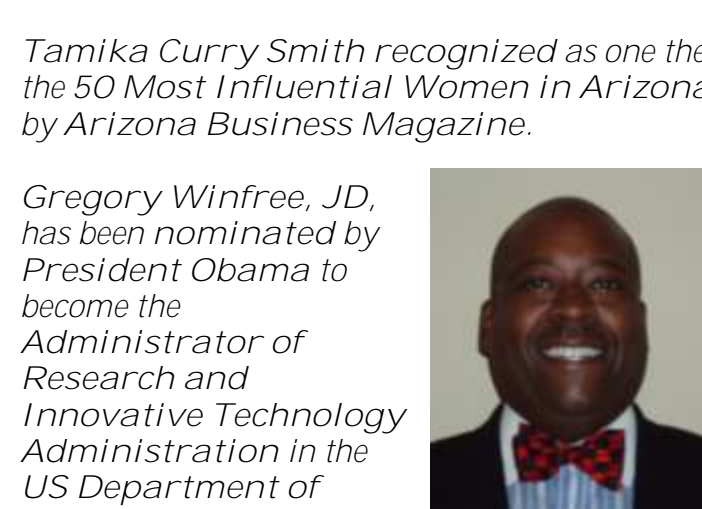 Tamika Curry Smith recognized as one the
the 50 Most Influential Women in Arizona
by Arizona Business Magazine.
Gregory Winfree, JD,
has been nominated by
President Obama to
become the
Administrator of
Research and
Innovative Technology
Administration in the
US Department of